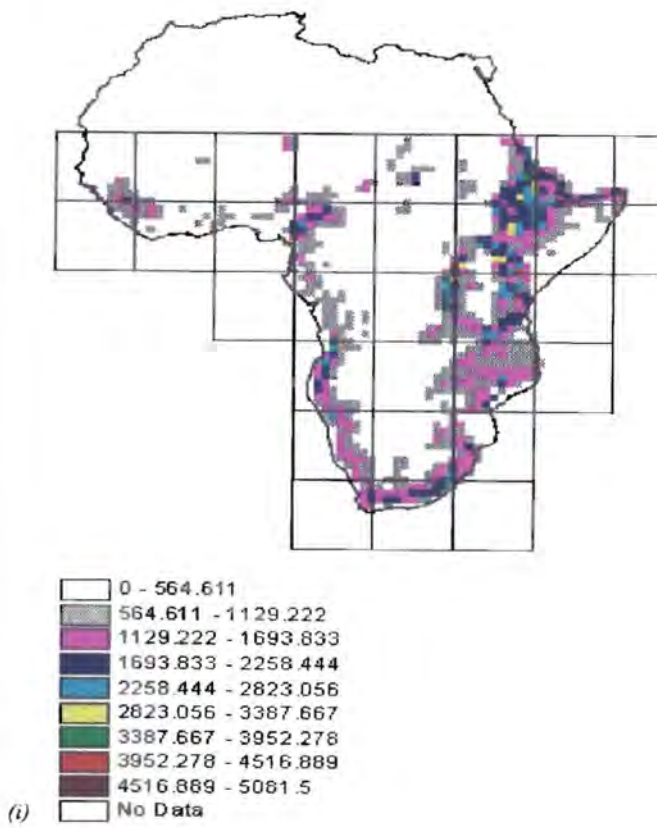 0 - 564.611
564.611 - 1129.222
1129.222 - 1693.833
1693.833 - 2258.444
2258.444 - 2823.056
2823.056 - 3387.667
3387.667 - 3952.278
3952.278 - 4516.889
4516.889 - 5081.5
(i) No Data